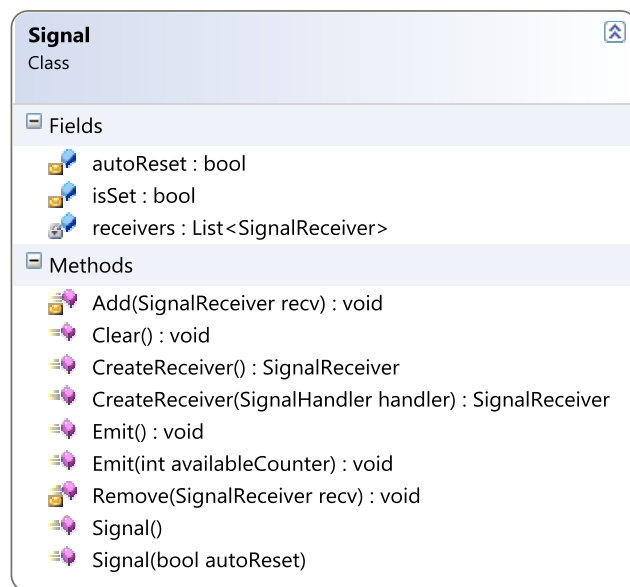 Signal
Class
Fields
autoReset : bool
isSet : bool
receivers : List<SignalReceiver>
Methods
Add(SignalReceiver recv) : void
Clear() : void
CreateReceiver() : SignalReceiver
CreateReceiver(SignalHandler handler) : SignalReceiver
Emit() : void
Emit(int availableCounter) : void
Remove(SignalReceiver recv) : void
Signal()
Signal(bool autoReset)